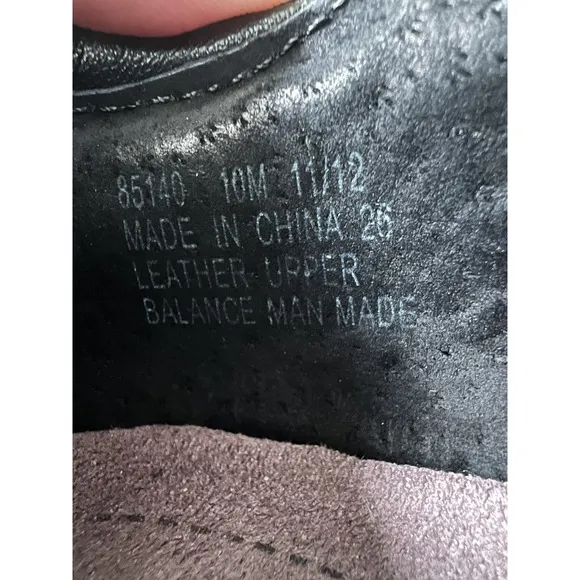 85140 10M 11/12
MADE IN CHINA 26
LEATHER UPPER
BALANCE MAN MADE